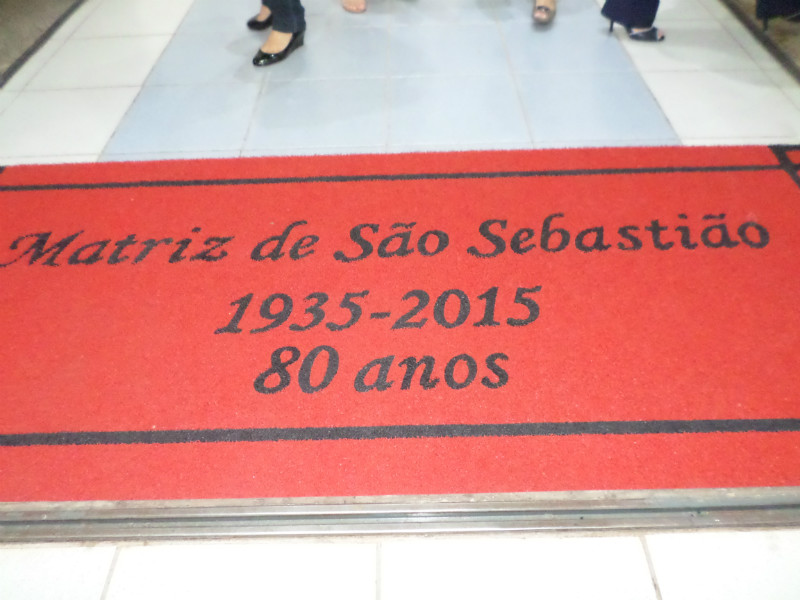 Matriz de São Sebastião
1935-2015
80 anos